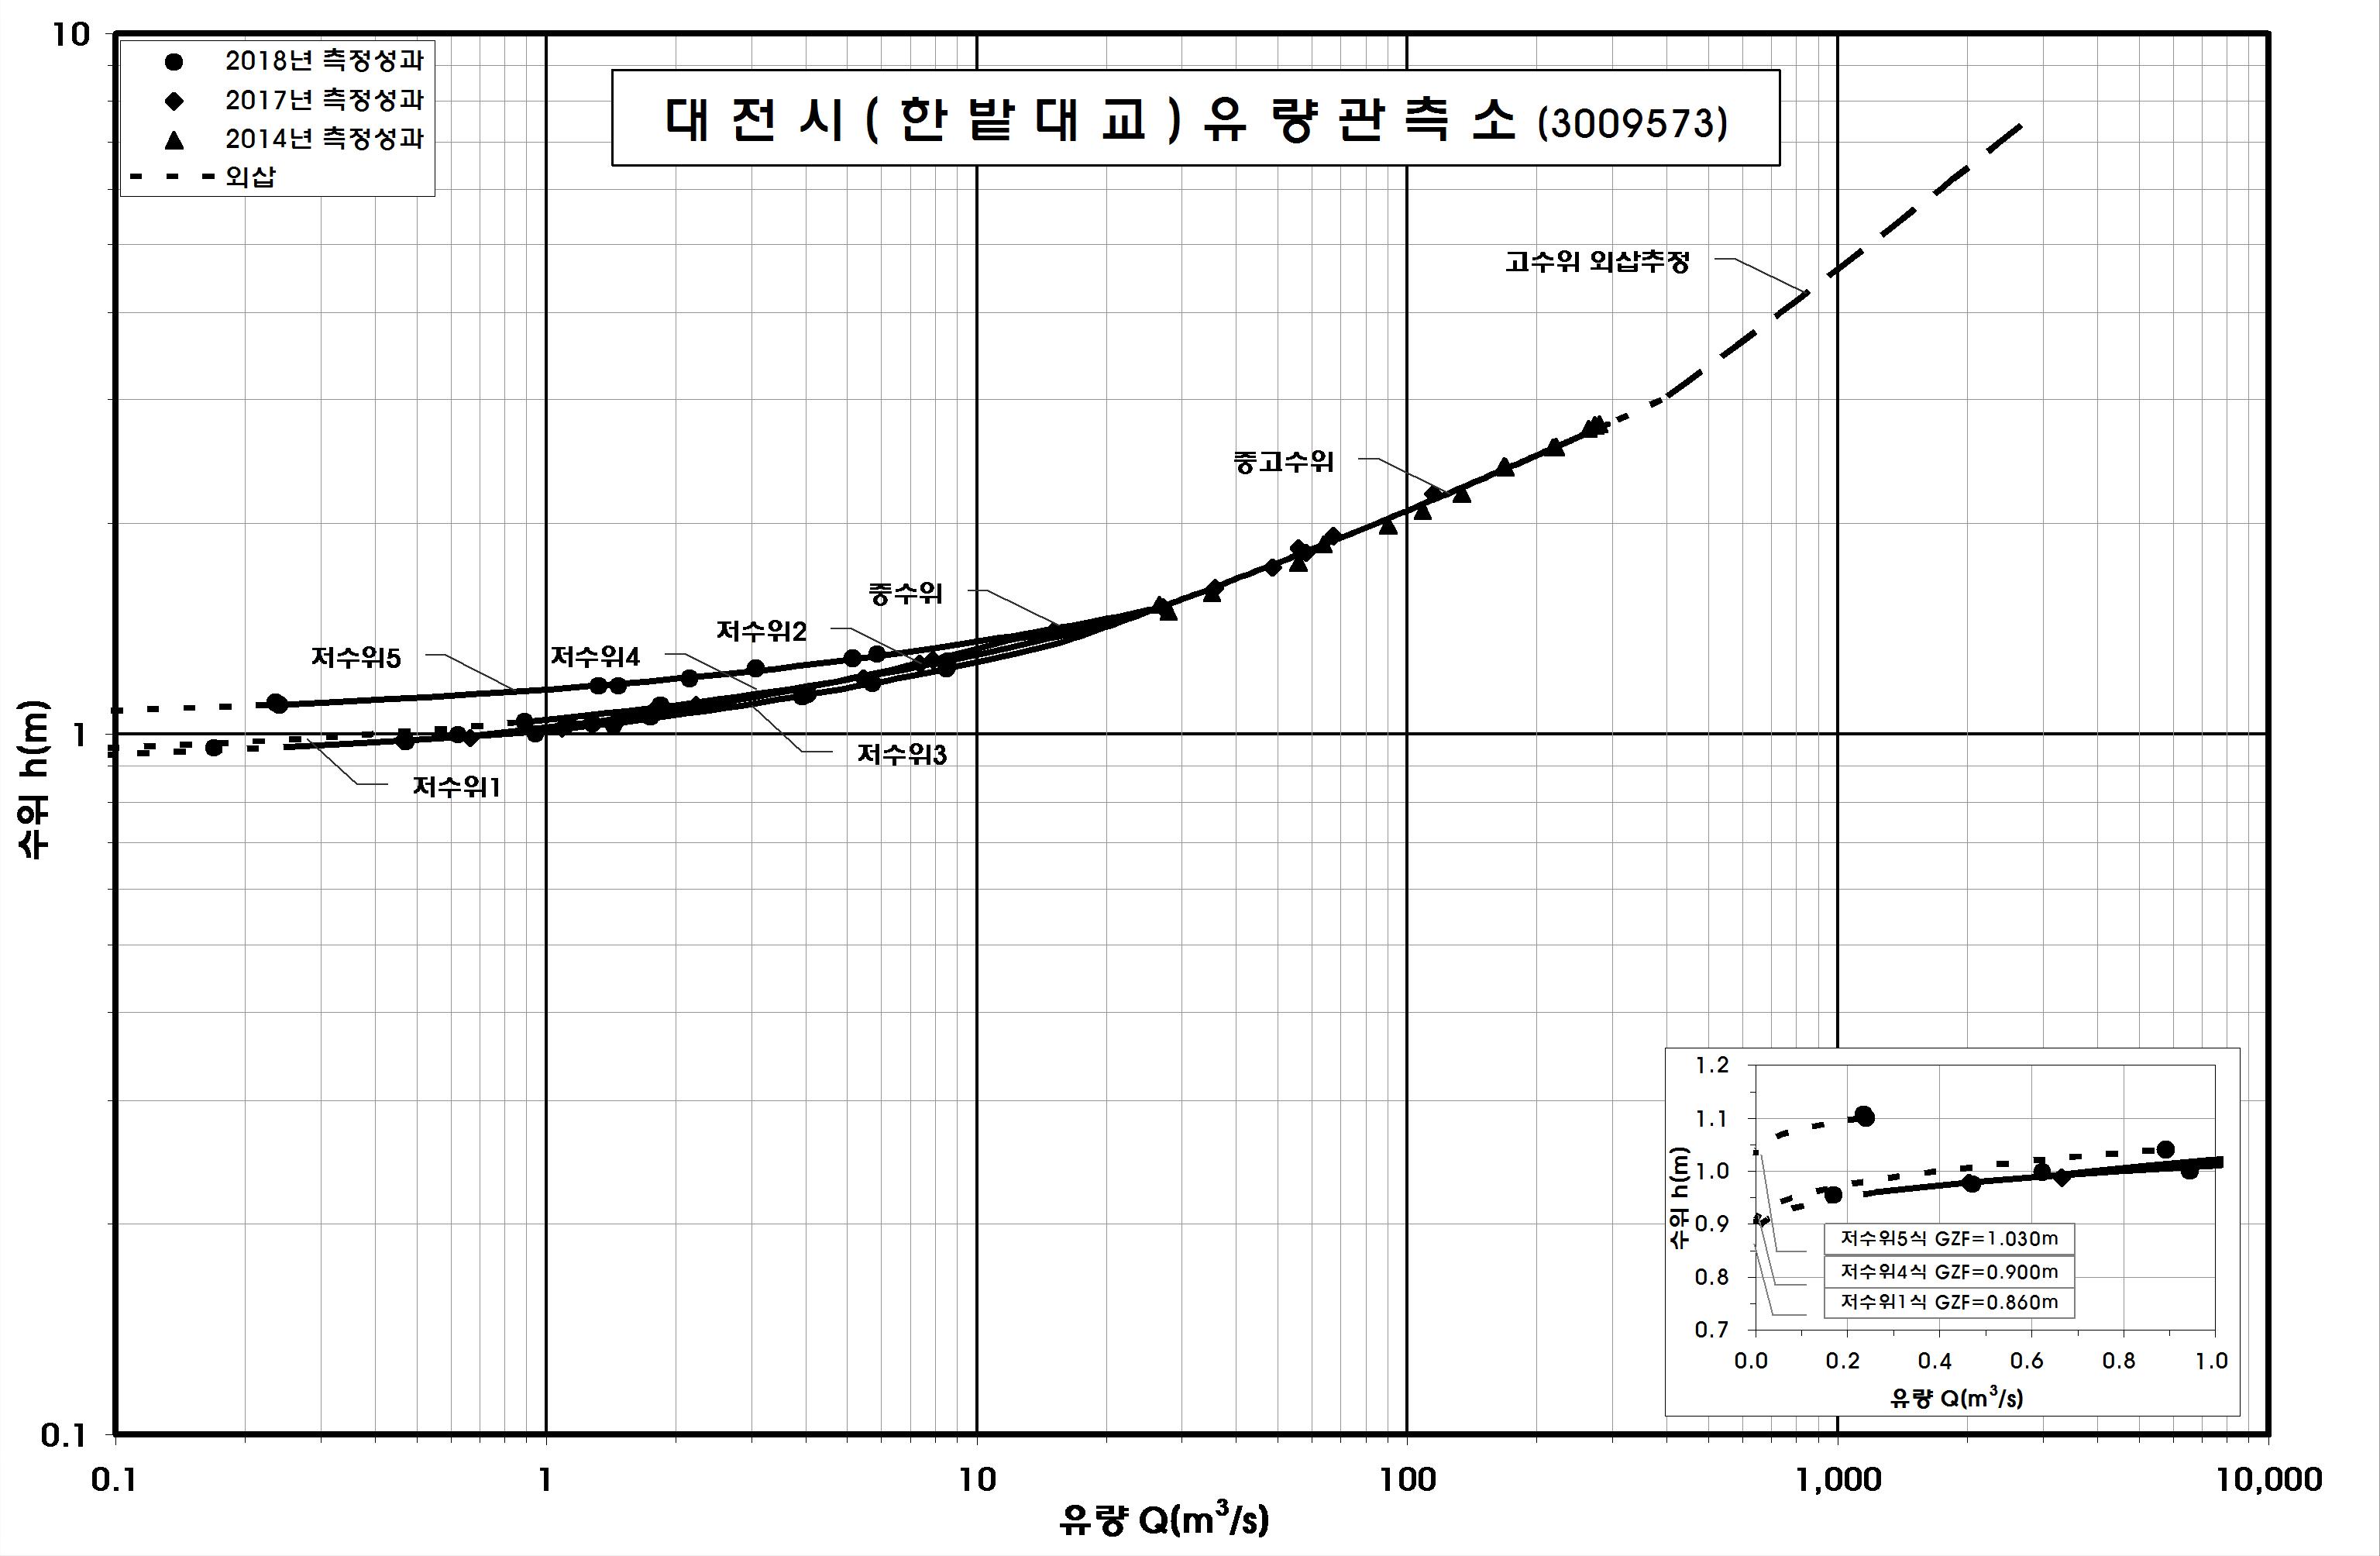 10
2018년 측정성과
2017년 측정성과
2014년 측정성과
외삽
대전시(한밭대교)유량관측소(3009573)
고수위 외삽추정
중고수위
중수위
저수위2
저수위5
저수위4
저수위3
저수위1
1
수위 h(m)
0.1
1.2
1.1
1.0
0.9
0.8
0.7
수위 h(m)
저수위5식 GZF=1.030m
저수위4식 GZF=0.900m
저수위1식 GZF=0.860m
0.0 0.2 0.4 0.6 0.8 1.0
유량 Q(m³/s)
0.1 1 10 100 1,000 10,000
유량 Q(m³/s)